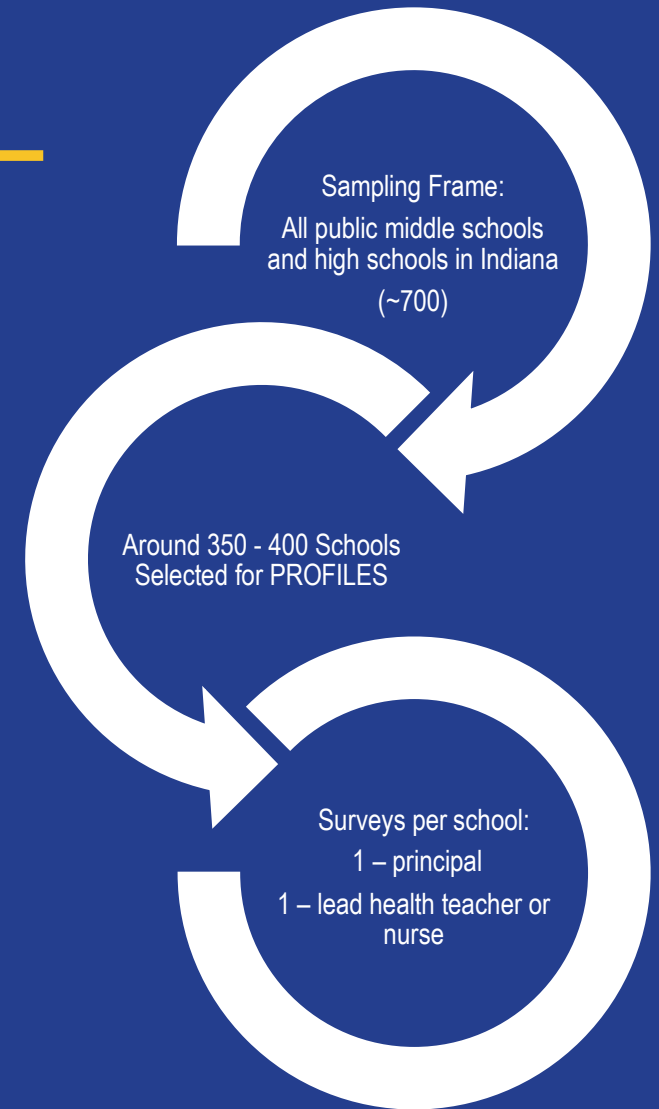 Sampling Frame:
All public middle schools
and high schools in Indiana
(~700)
Around 350 - 400 Schools
Selected for PROFILES
Surveys per school:
1 – principal
1 – lead health teacher or
nurse